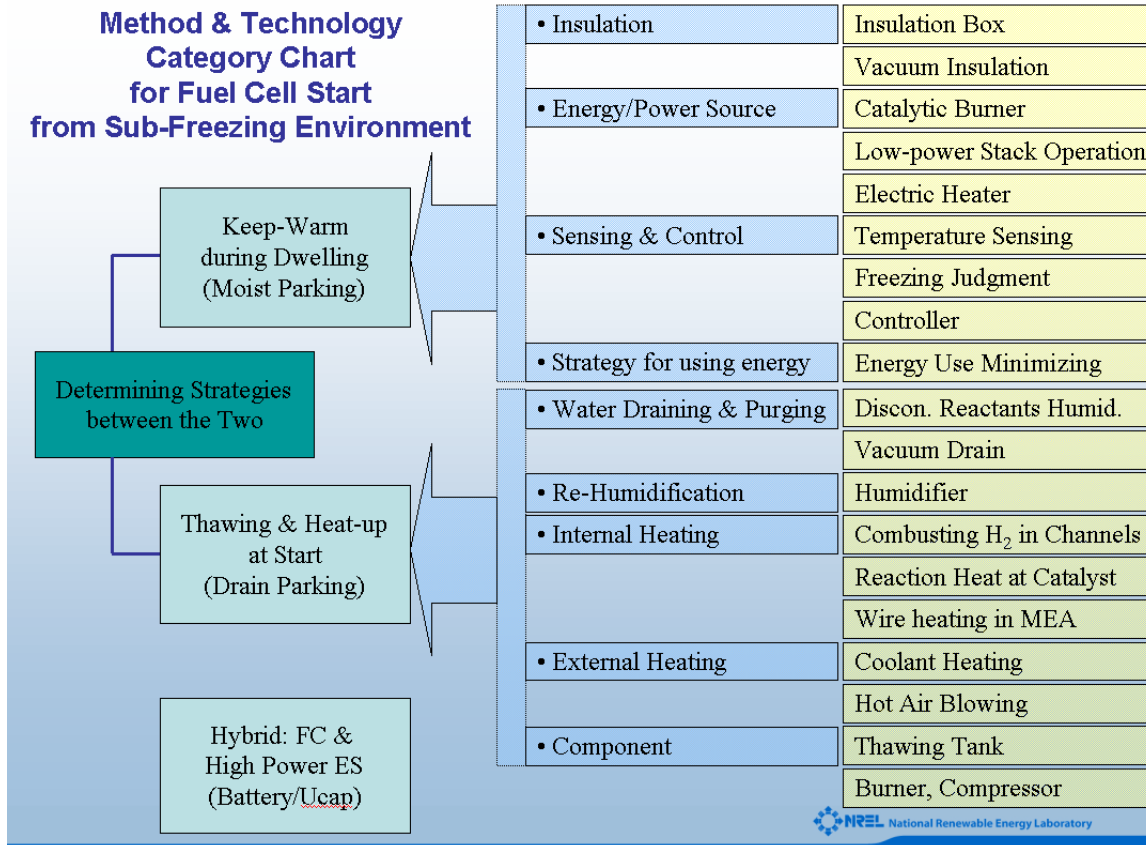 Method & Technology
Category Chart
for Fuel Cell Start
from Sub-Freezing Environment
Keep-Warm
during Dwelling
(Moist Parking)
Determining Strategies
between the Two
Thawing & Heat-up
at Start
(Drain Parking)
Hybrid: FC &
High Power ES
(Battery/Ucap)
• Insulation
Insulation Box
Vacuum Insulation
• Energy/Power Source
Catalytic Burner
Low-power Stack Operation
Electric Heater
• Sensing & Control
Temperature Sensing
Freezing Judgment
Controller
• Strategy for using energy
Energy Use Minimizing
• Water Draining & Purging
Discon. Reactants Humid.
Vacuum Drain
• Re-Humidification
Humidifier
• Internal Heating
Combusting H₂ in Channels
Reaction Heat at Catalyst
Wire heating in MEA
• External Heating
Coolant Heating
Hot Air Blowing
• Component
Thawing Tank
Burner, Compressor
NREL National Renewable Energy Laboratory